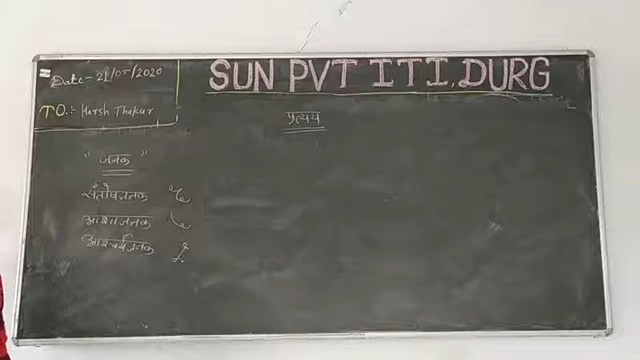 Date - 21/05/2020
SUN PVT ITI, DURG
T.O.:- Harsh Thakur
प्रत्यय
"जनक"
संतोषजनक
आशाजनक
आश्चर्यजनक